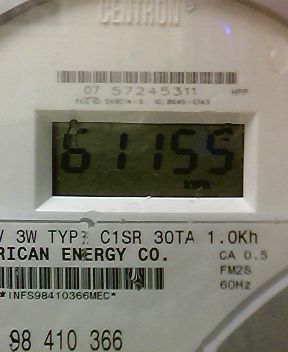 CENTRON®
07 57245311 HPP
61155
KWH
V 3W TYPE C1SR 30TA 1.0Kh
RICAN ENERGY CO. CA 0.5
FM2S
*INFS98410366MEC* 60Hz
98 410 366